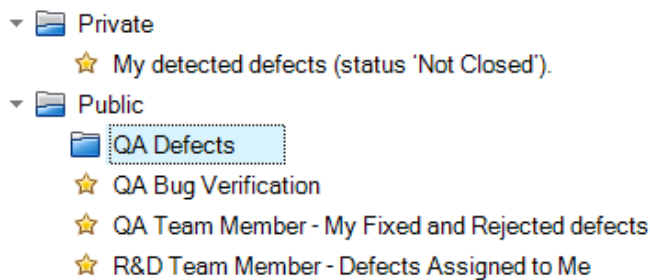 Private
My detected defects (status 'Not Closed').
Public
QA Defects
QA Bug Verification
QA Team Member - My Fixed and Rejected defects
R&D Team Member - Defects Assigned to Me